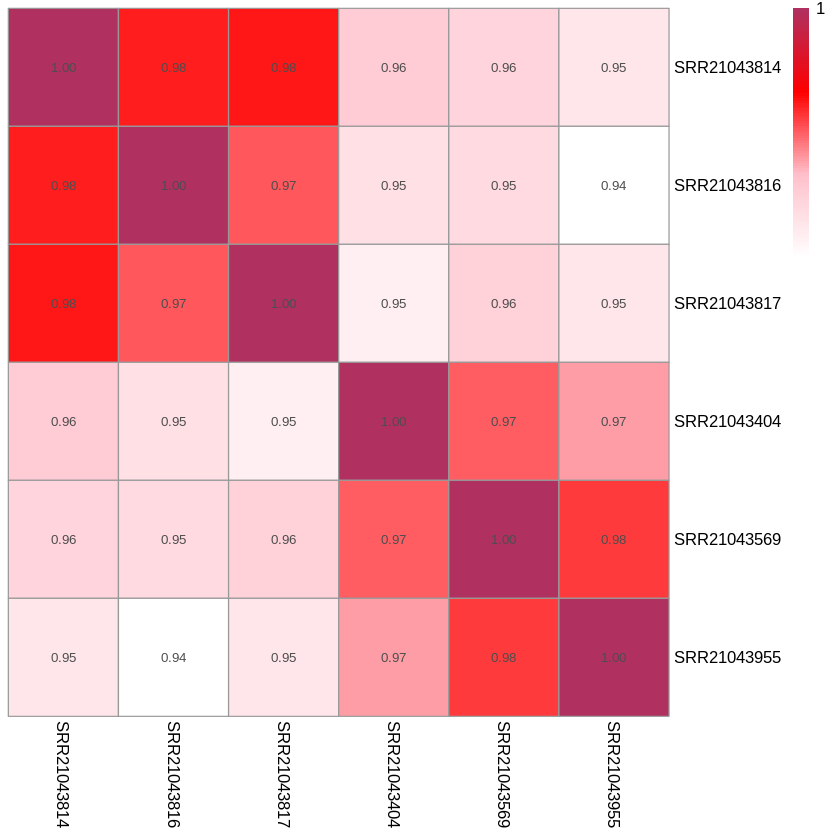 1
1.00 0.98 0.98 0.96 0.96 0.95 SRR21043814
0.98 1.00 0.97 0.95 0.95 0.94 SRR21043816
0.98 0.97 1.00 0.95 0.96 0.95 SRR21043817
0.96 0.95 0.95 1.00 0.97 0.97 SRR21043404
0.96 0.95 0.96 0.97 1.00 0.98 SRR21043569
0.95 0.94 0.95 0.97 0.98 1.00 SRR21043955
SRR21043814
SRR21043816
SRR21043817
SRR21043404
SRR21043569
SRR21043955